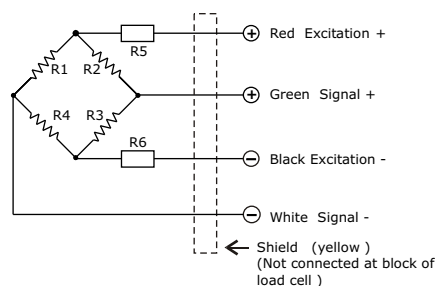 Red Excitation +
R5
R1
R2
Green Signal +
R4
R3
R6
Black Excitation -
White Signal -
Shield (yellow )
(Not connected at block of
load cell )